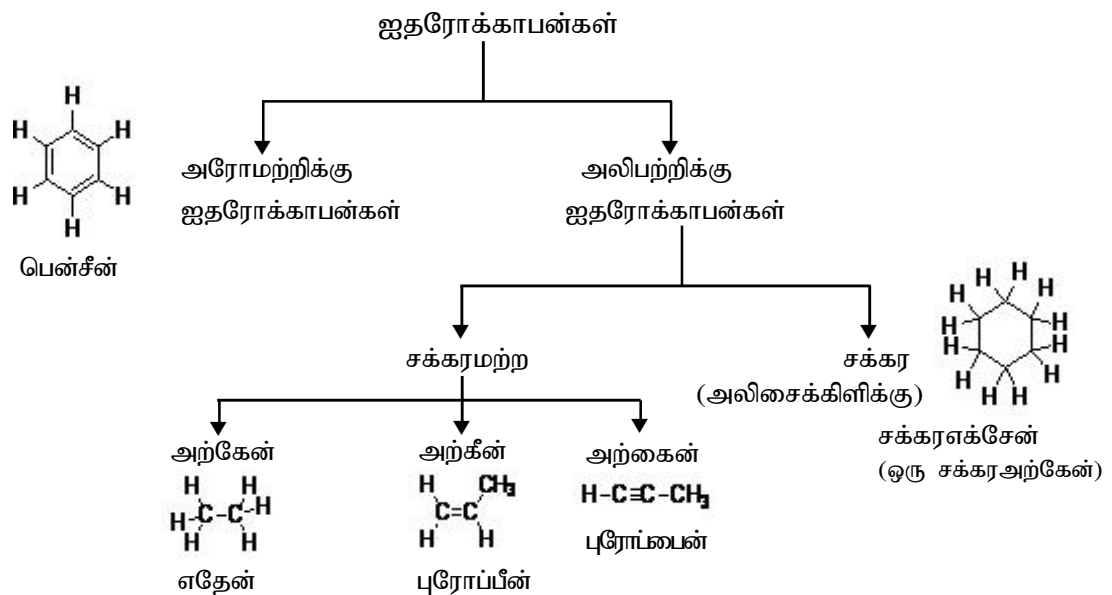 ஐதரோக்காபன்கள்
H
H
H
H
H
H
பென்சீன்
அரோமற்றிக்கு
ஐதரோக்காபன்கள்
அலிபற்றிக்கு
ஐதரோக்காபன்கள்
சக்கரமற்ற
சக்கர
(அலிசைக்கிளிக்கு)
H
H
H
H
H
H
H
H
H
H
H
H
சக்கரஎக்சேன்
(ஒரு சக்கரஅற்கேன்)
அற்கேன்
H
H
H-C-C-H
H
H
எதேன்
அற்கீன்
H
CH₃
C=C
H
H
புரோப்பீன்
அற்கைன்
H-C≡C-CH₃
புரோப்பைன்